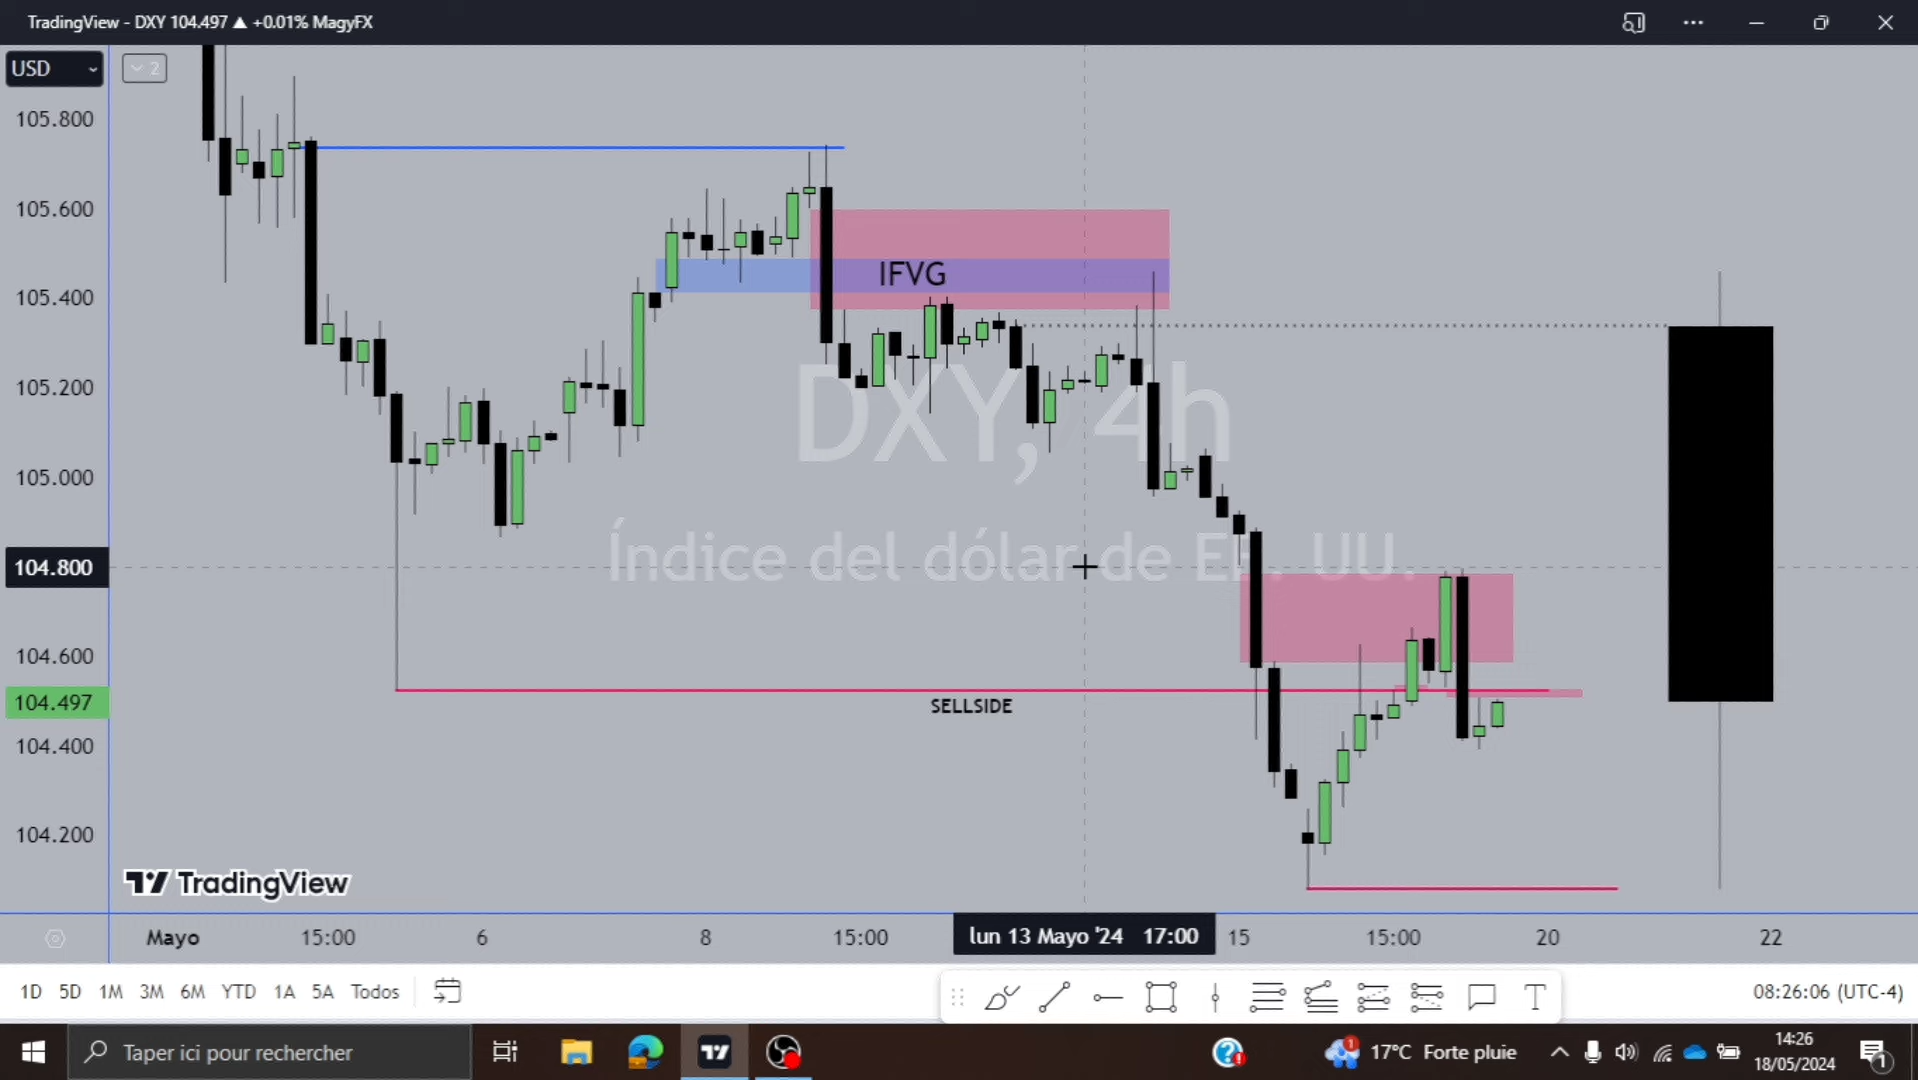 TradingView - DXY 104.497 ▲ +0.01% MagyFX
USD
2
105.800
105.600
105.400
105.200
105.000
104.800
104.600
104.497
104.400
104.200
IFVG
DXY, 4h
Índice del dólar de EE. UU.
SELLSIDE
TradingView
Mayo 15:00 6 8 15:00 lun 13 Mayo '24 17:00 15 15:00 20 22
1D 5D 1M 3M 6M YTD 1A 5A Todos
T
08:26:06 (UTC-4)
Taper ici pour rechercher
1
17°C Forte pluie
14:26
18/05/2024
1